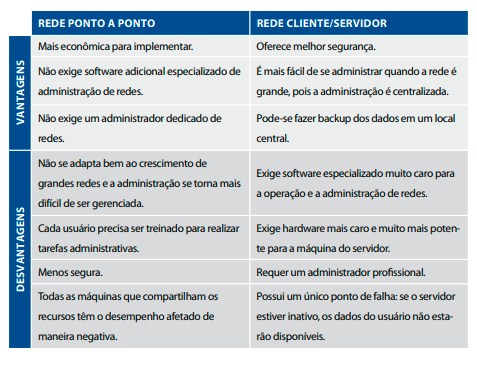 REDE PONTO A PONTO
REDE CLIENTE/SERVIDOR
VANTAGENS
Mais econômica para implementar.
Oferece melhor segurança.
Não exige software adicional especializado de
administração de redes.
É mais fácil de se administrar quando a rede é
grande, pois a administração é centralizada.
Não exige um administrador dedicado de
redes.
Pode-se fazer backup dos dados em um local
central.
DESVANTAGENS
Não se adapta bem ao crescimento de
grandes redes e a administração se torna mais
difícil de ser gerenciada.
Exige software especializado muito caro para
a operação e a administração de redes.
Cada usuário precisa ser treinado para realizar
tarefas administrativas.
Exige hardware mais caro e muito mais poten-
te para a máquina do servidor.
Menos segura.
Requer um administrador profissional.
Todas as máquinas que compartilham os
recursos têm o desempenho afetado de
maneira negativa.
Possui um único ponto de falha: se o servidor
estiver inativo, os dados do usuário não esta-
rão disponíveis.